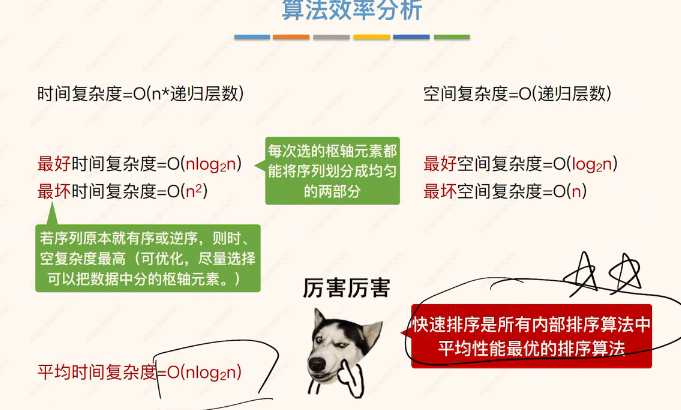 算法效率分析
时间复杂度=O(n*递归层数)
空间复杂度=O(递归层数)
最好时间复杂度=O(nlog₂n)
最坏时间复杂度=O(n²)
每次选的枢轴元素都
能将序列划分成均匀
的两部分
最好空间复杂度=O(log₂n)
最坏空间复杂度=O(n)
若序列原本就有序或逆序，则时、
空复杂度最高（可优化，尽量选择
可以把数据中分的枢轴元素。）
厉害厉害
快速排序是所有内部排序算法中
平均性能最优的排序算法
平均时间复杂度=O(nlog₂n)